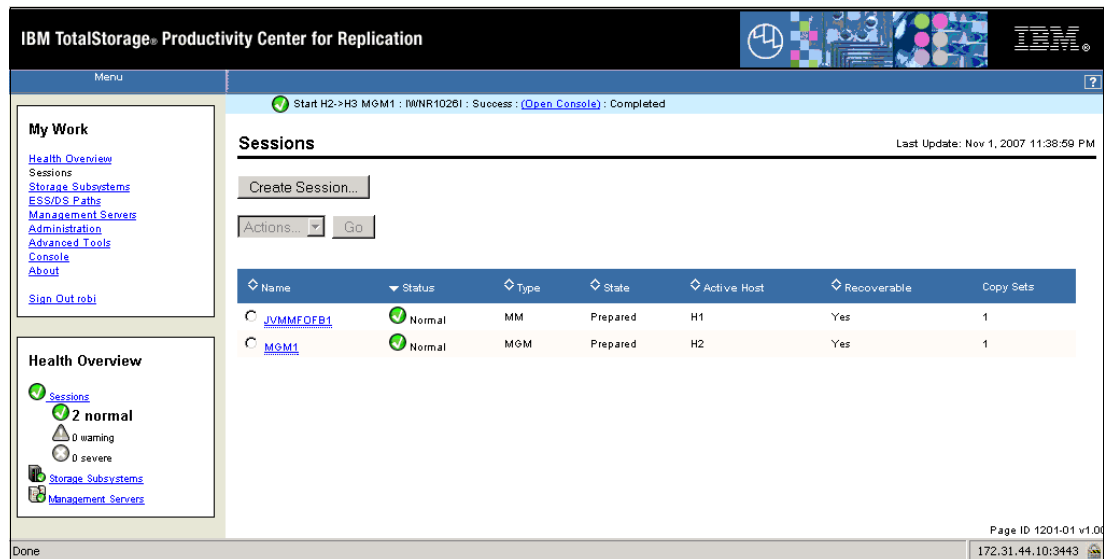 IBM TotalStorage® Productivity Center for Replication
IBM®
Menu
?
Start H2->H3 MGM1 : IWNR1026I : Success : (Open Console) : Completed
My Work
Health Overview
Sessions
Storage Subsystems
ESS/DS Paths
Management Servers
Administration
Advanced Tools
Console
About
Sign Out robi
Health Overview
Sessions
2 normal
0 warning
0 severe
Storage Subsystems
Management Servers
Sessions
Last Update: Nov 1, 2007 11:38:59 PM
Create Session...
Actions... Go
Name Status Type State Active Host Recoverable Copy Sets
JVMMFOFB1 Normal MM Prepared H1 Yes 1
MGM1 Normal MGM Prepared H2 Yes 1
Page ID 1201-01 v1.00
Done
172.31.44.10:3443